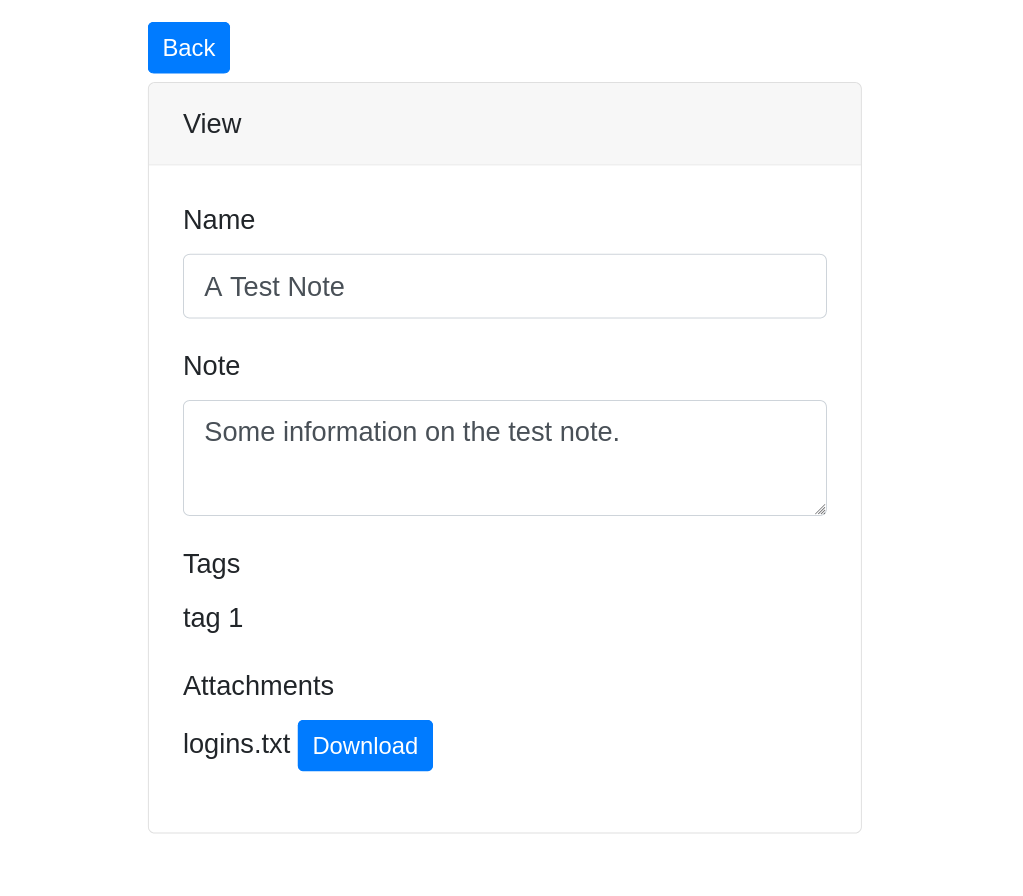 Back
View
Name
A Test Note
Note
Some information on the test note.
Tags
tag 1
Attachments
logins.txt Download